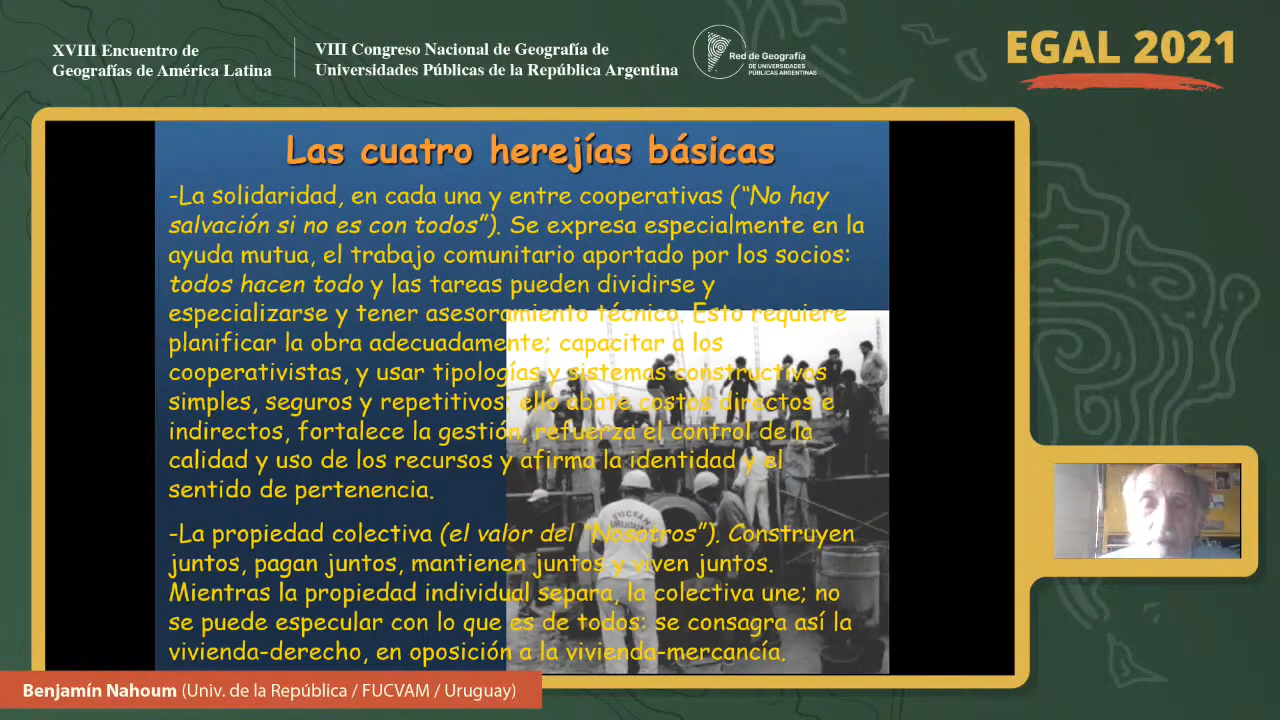 XVIII Encuentro de
Geografías de América Latina
VIII Congreso Nacional de Geografía de
Universidades Públicas de la República Argentina
Red de Geografía
DE UNIVERSIDADES
PÚBLICAS ARGENTINAS
EGAL 2021
Las cuatro herejías básicas
-La solidaridad, en cada una y entre cooperativas (“No hay
salvación si no es con todos”). Se expresa especialmente en la
ayuda mutua, el trabajo comunitario aportado por los socios:
todos hacen todo y las tareas pueden dividirse y
especializarse y tener asesoramiento técnico. Esto requiere
planificar la obra adecuadamente; capacitar a los
cooperativistas, y usar tipologías y sistemas constructivos
simples, seguros y repetitivos: ello abate costos directos e
indirectos, fortalece la gestión, refuerza el control de la
calidad y uso de los recursos y afirma la identidad y el
sentido de pertenencia.
-La propiedad colectiva (el valor del “Nosotros”). Construyen
juntos, pagan juntos, mantienen juntos y viven juntos.
Mientras la propiedad individual separa, la colectiva une; no
se puede especular con lo que es de todos: se consagra así la
vivienda-derecho, en oposición a la vivienda-mercancía.
FUCVAM
URUGUAY
Benjamín Nahoum (Univ. de la República / FUCVAM / Uruguay)